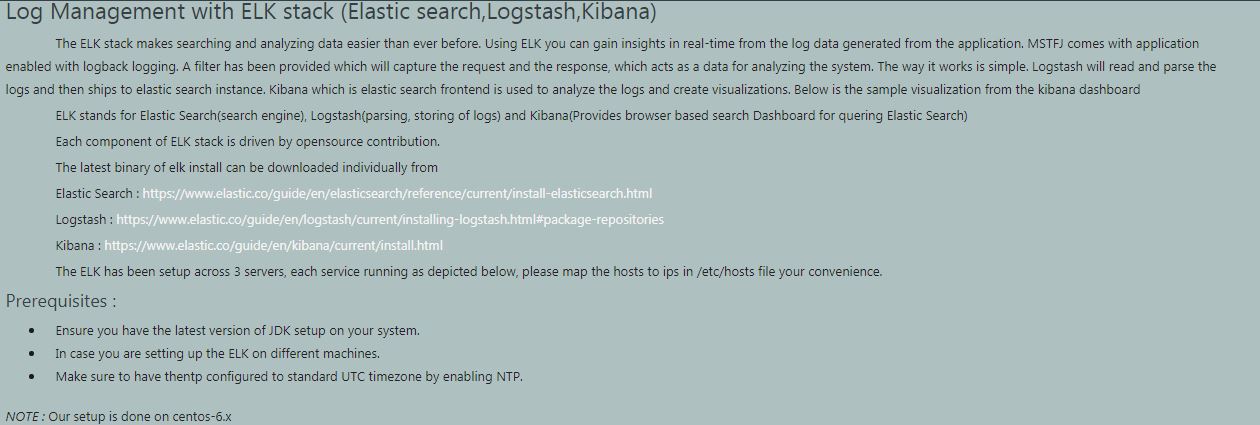 Log Management with ELK stack (Elastic search,Logstash,Kibana)
The ELK stack makes searching and analyzing data easier than ever before. Using ELK you can gain insights in real-time from the log data generated from the application. MSTFJ comes with application
enabled with logback logging. A filter has been provided which will capture the request and the response, which acts as a data for analyzing the system. The way it works is simple. Logstash will read and parse the
logs and then ships to elastic search instance. Kibana which is elastic search frontend is used to analyze the logs and create visualizations. Below is the sample visualization from the kibana dashboard
ELK stands for Elastic Search(search engine), Logstash(parsing, storing of logs) and Kibana(Provides browser based search Dashboard for quering Elastic Search)
Each component of ELK stack is driven by opensource contribution.
The latest binary of elk install can be downloaded individually from
Elastic Search : https://www.elastic.co/guide/en/elasticsearch/reference/current/install-elasticsearch.html
Logstash : https://www.elastic.co/guide/en/logstash/current/installing-logstash.html#package-repositories
Kibana : https://www.elastic.co/guide/en/kibana/current/install.html
The ELK has been setup across 3 servers, each service running as depicted below, please map the hosts to ips in /etc/hosts file your convenience.
Prerequisites :
• Ensure you have the latest version of JDK setup on your system.
• In case you are setting up the ELK on different machines.
• Make sure to have thentp configured to standard UTC timezone by enabling NTP.
NOTE : Our setup is done on centos-6.x